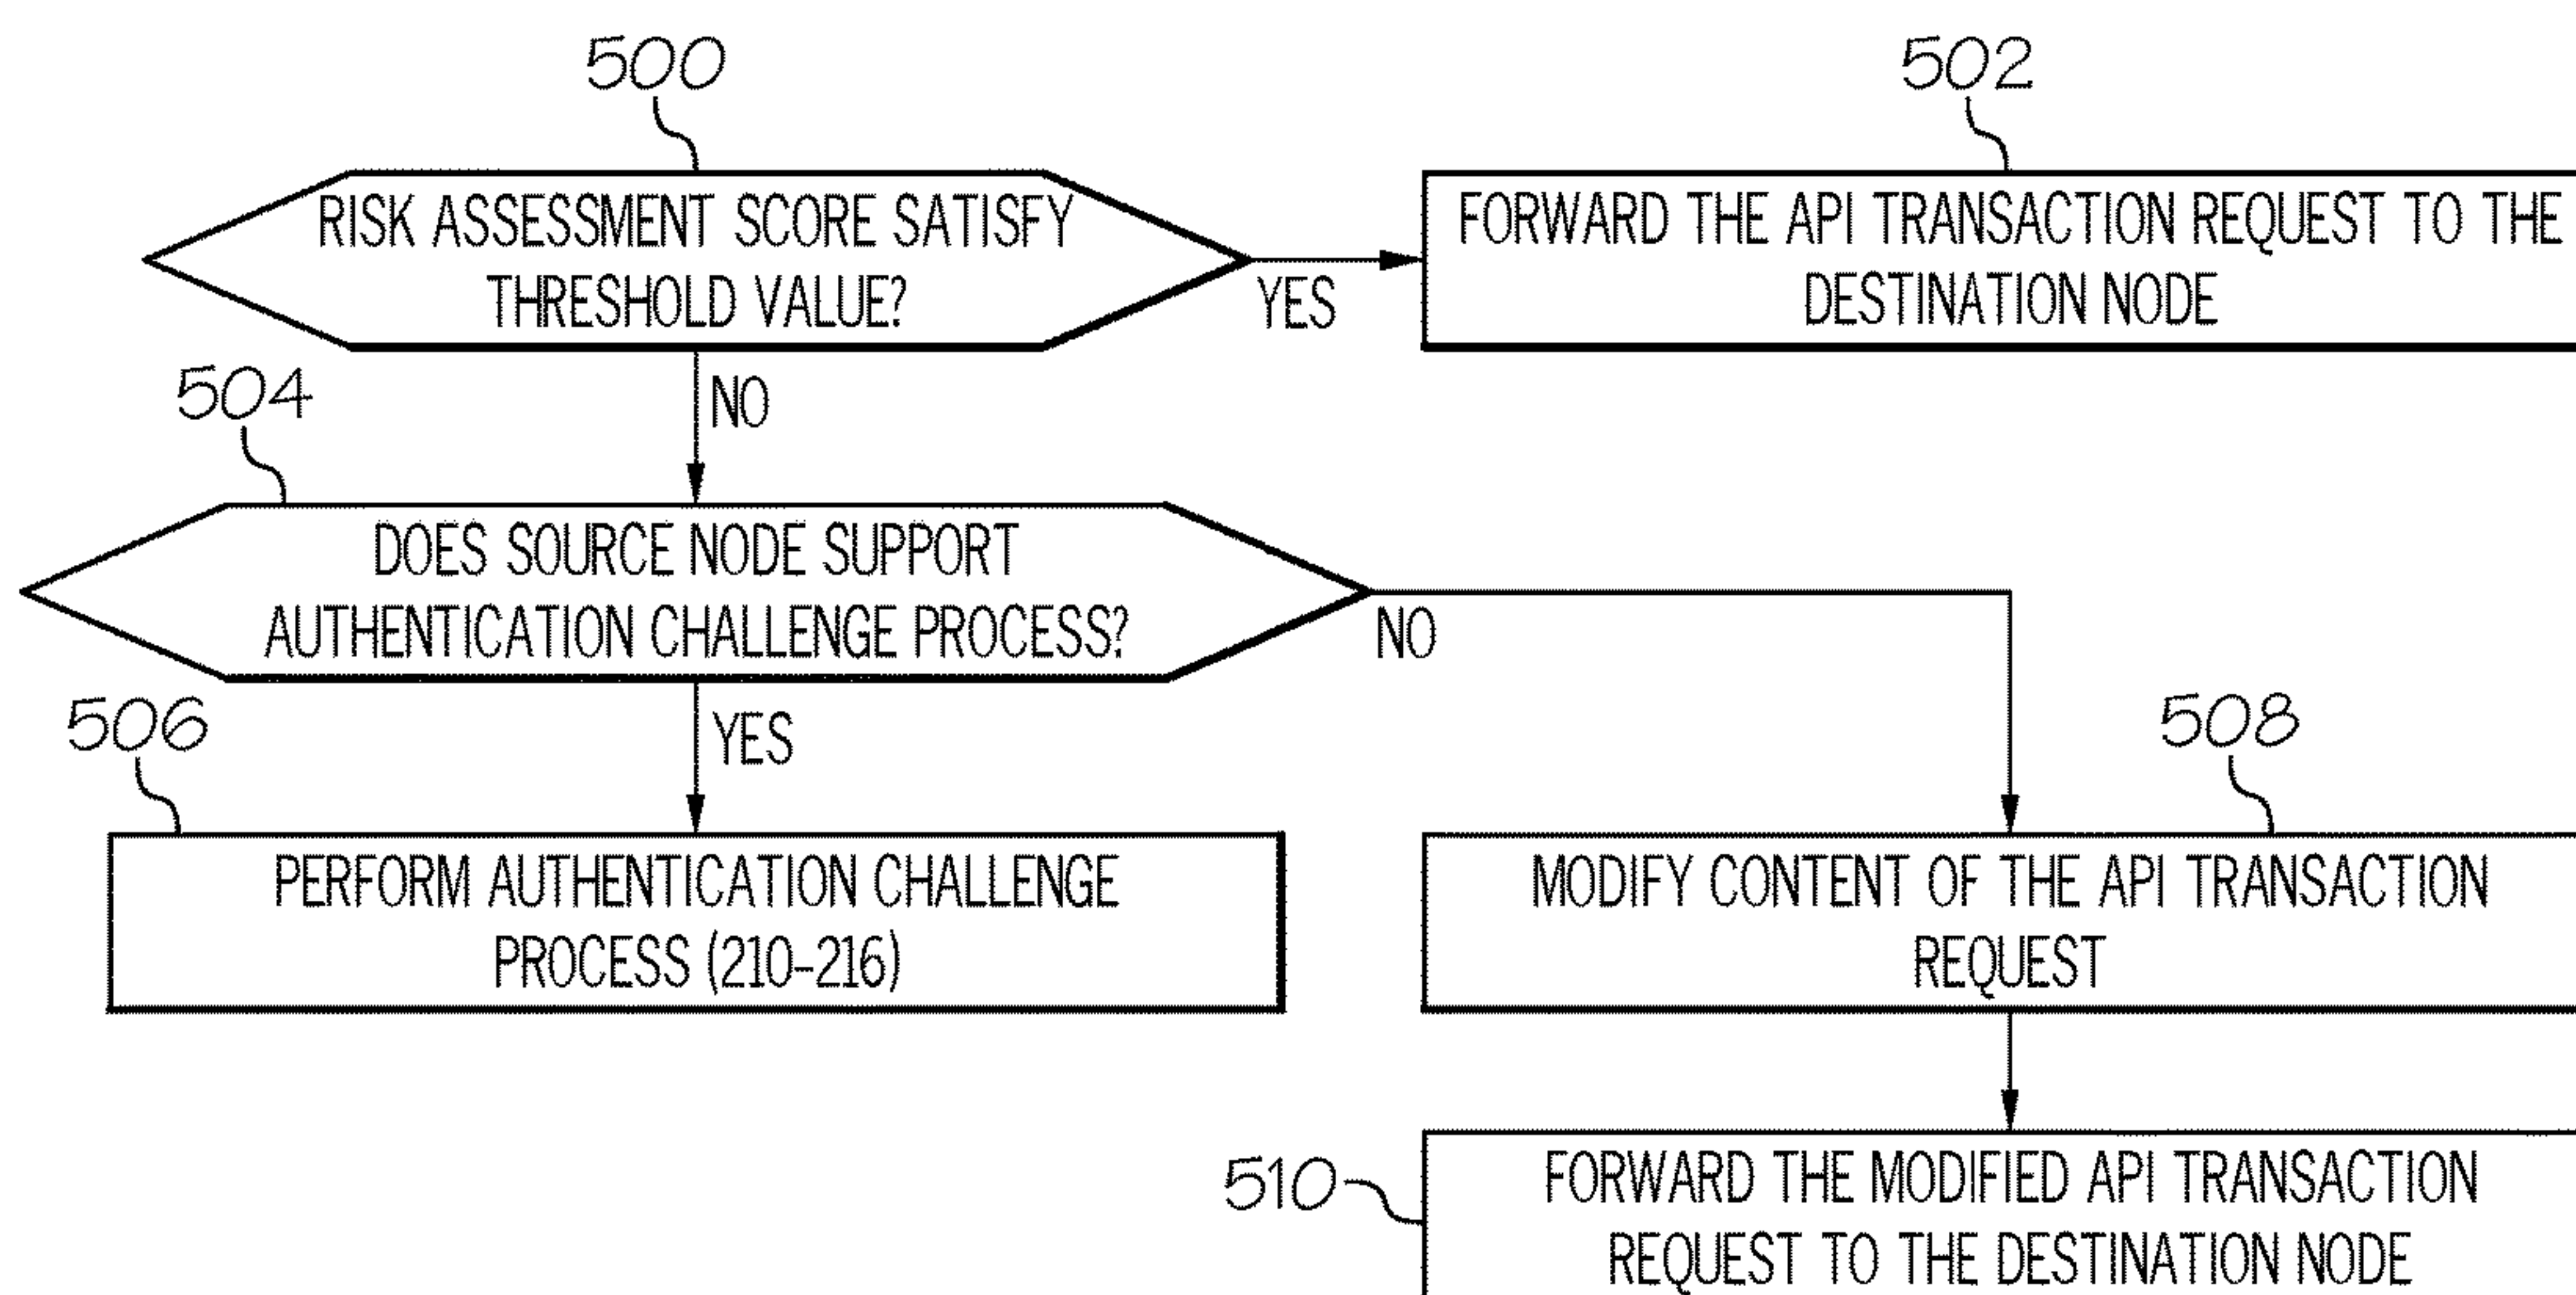 500
RISK ASSESSMENT SCORE SATISFY
THRESHOLD VALUE?
YES
502
FORWARD THE API TRANSACTION REQUEST TO THE
DESTINATION NODE
NO
504
DOES SOURCE NODE SUPPORT
AUTHENTICATION CHALLENGE PROCESS?
NO
YES
506
PERFORM AUTHENTICATION CHALLENGE
PROCESS (210-216)
508
MODIFY CONTENT OF THE API TRANSACTION
REQUEST
510
FORWARD THE MODIFIED API TRANSACTION
REQUEST TO THE DESTINATION NODE